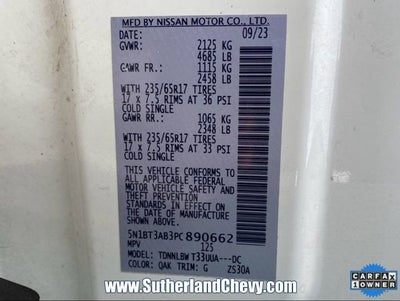 MFD BY NISSAN MOTOR CO., LTD.
DATE: 09/23
GVWR: 2125 KG
4685 LB
GAWR FR.: 1115 KG
2458 LB
WITH 235/65R17 TIRES
17 x 7.5 RIMS AT 36 PSI
COLD SINGLE
GAWR RR.: 1065 KG
2348 LB
WITH 235/65R17 TIRES
17 x 7.5 RIMS AT 33 PSI
COLD SINGLE
THIS VEHICLE CONFORMS TO
ALL APPLICABLE FEDERAL
MOTOR VEHICLE SAFETY
STANDARDS IN EFFECT ON
THE DATE OF MANUFACTURE
SHOWN ABOVE
5N1BT3AB3PC890662
MPV 125
MODEL: TDNNLBW T33UUA---DC
COLOR: QAK TRIM: G ZS30A
CARFAX
1 OWNER
www.SutherlandChevy.com